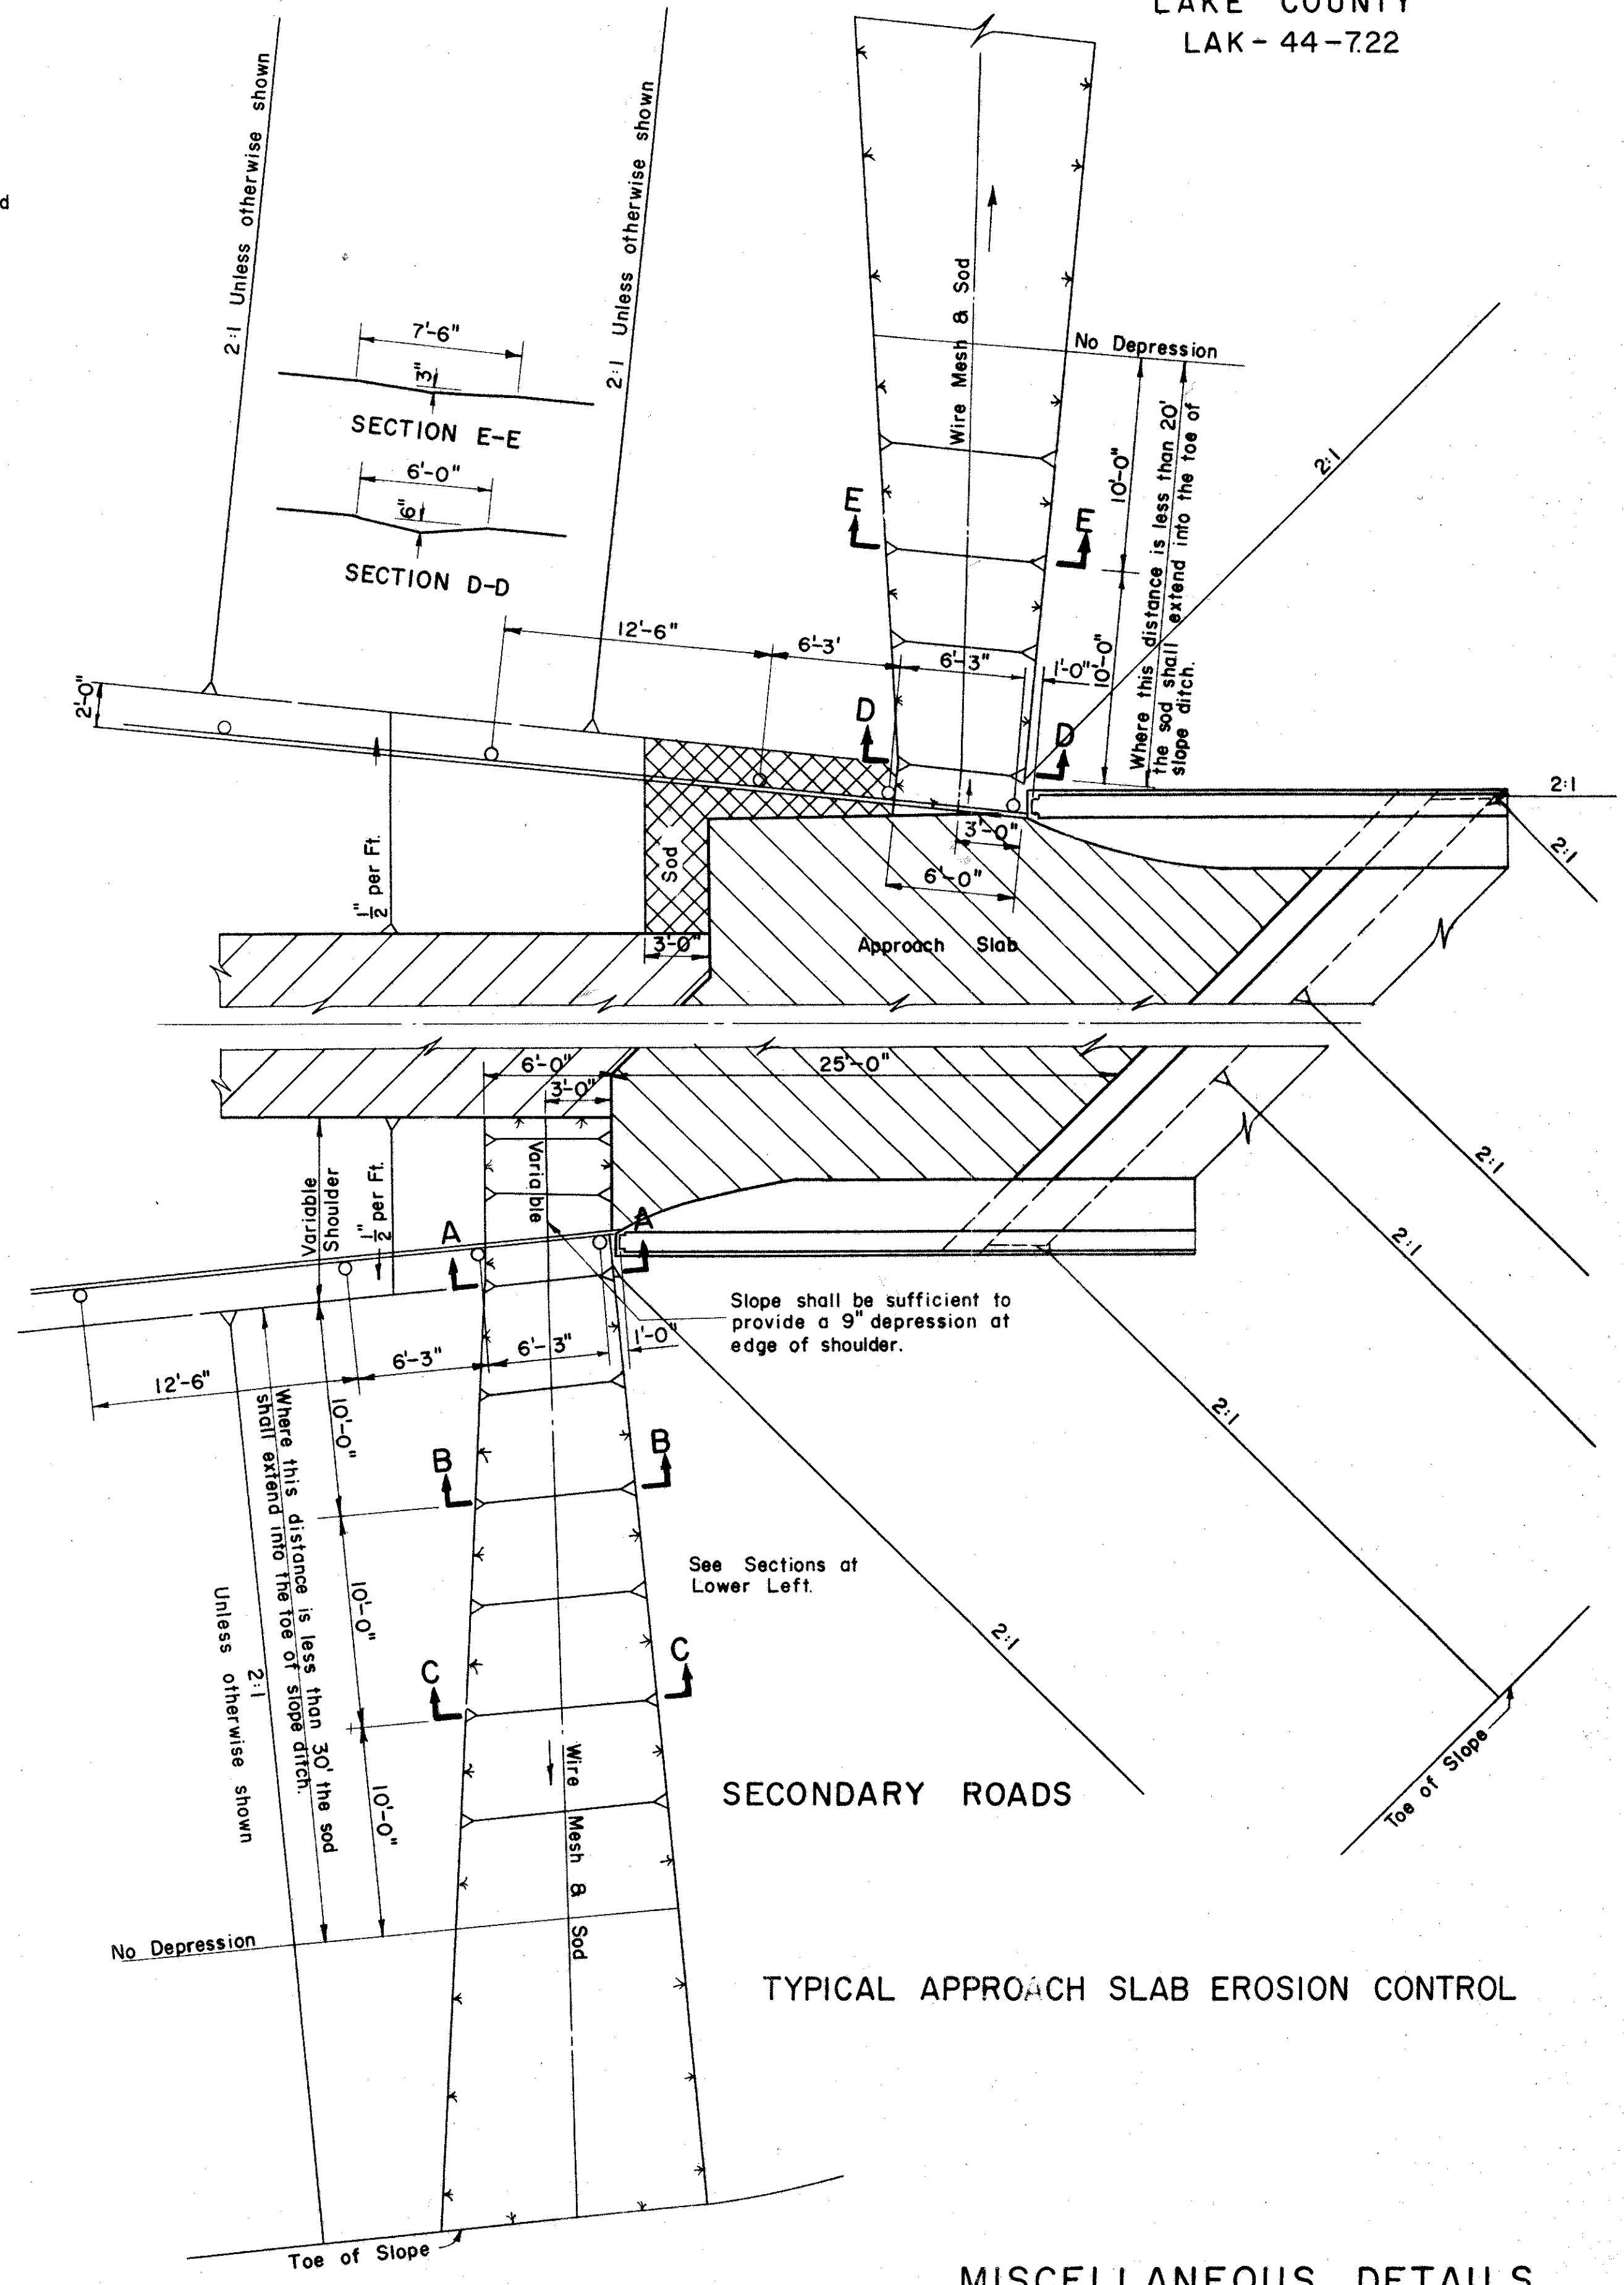 LAKE COUNTY
LAK-44-7.22
d
2:1 Unless otherwise shown
2:1 Unless otherwise shown
7'-6"
3"
SECTION E-E
6'-0"
6"
SECTION D-D
Wire Mesh & Sod
No Depression
10'-0"
10'-0"
Where this distance is less than 20'
the sod shall extend into the toe of
slope ditch.
2:1
E
E
12'-6"
6'-3'
6'-3"
1'-0"
D
D
2'-0"
2:1
2:1
Sod
1/2" per Ft.
3'-0"
6'-0"
3'-0"
Approach Slab
6'-0"
3'-0"
25'-0"
Variable
Shoulder
1/2" per Ft.
Variable
A
A
2:1
2:1
2:1
2:1
Slope shall be sufficient to
provide a 9" depression at
edge of shoulder.
12'-6"
6'-3"
6'-3"
1'-0"
10'-0"
10'-0"
10'-0"
Where this distance is less than 30' the sod
shall extend into the toe of slope ditch.
2:1
Unless otherwise shown
B
B
See Sections at
Lower Left.
C
C
Wire Mesh & Sod
SECONDARY ROADS
Toe of Slope
No Depression
TYPICAL APPROACH SLAB EROSION CONTROL
Toe of Slope
MISCELLANEOUS DETAILS